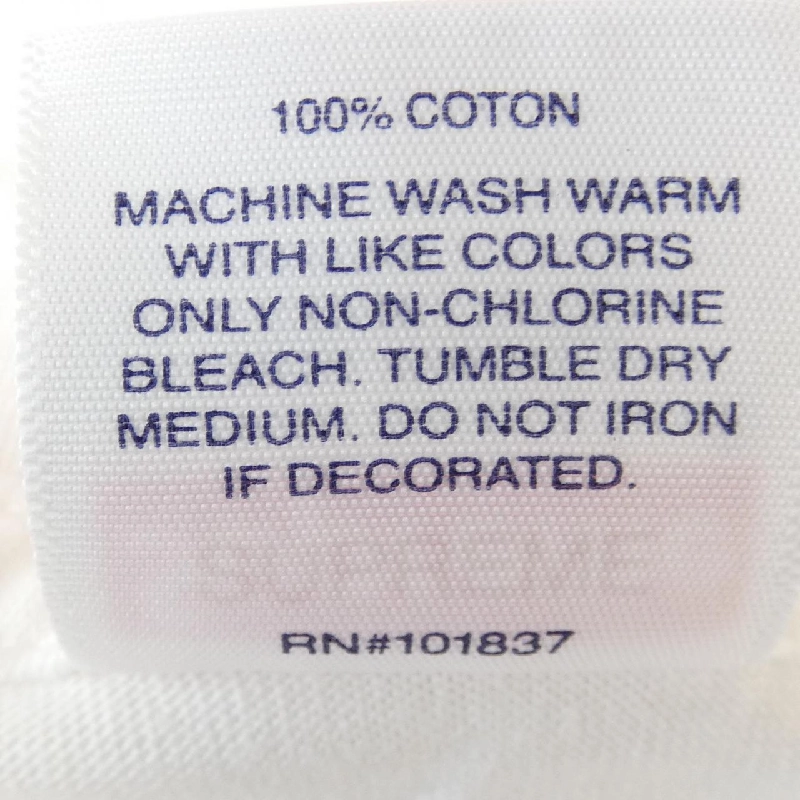 100% COTON
MACHINE WASH WARM
WITH LIKE COLORS
ONLY NON-CHLORINE
BLEACH. TUMBLE DRY
MEDIUM. DO NOT IRON
IF DECORATED.
SUPREME
RN#101837